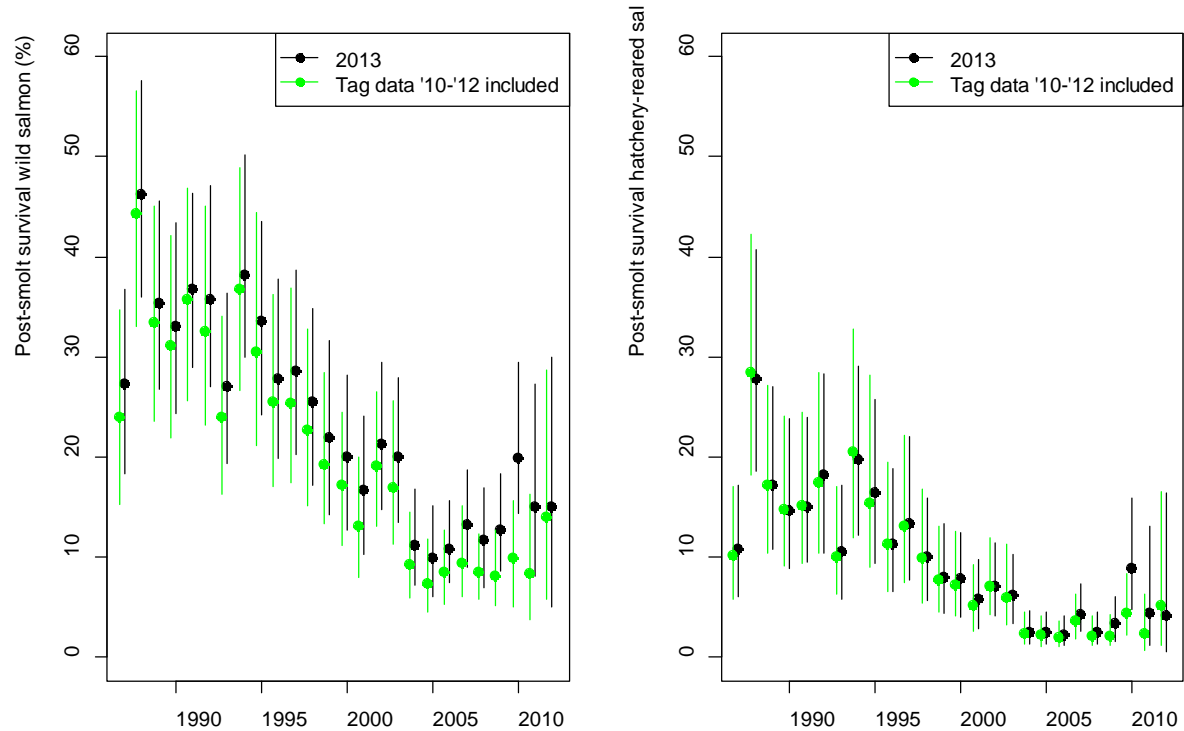 Post-smolt survival wild salmon (%)
60
50
40
30
20
10
0
2013
Tag data '10-'12 included
1990 1995 2000 2005 2010
Post-smolt survival hatchery-reared sal
60
50
40
30
20
10
0
2013
Tag data '10-'12 included
1990 1995 2000 2005 2010